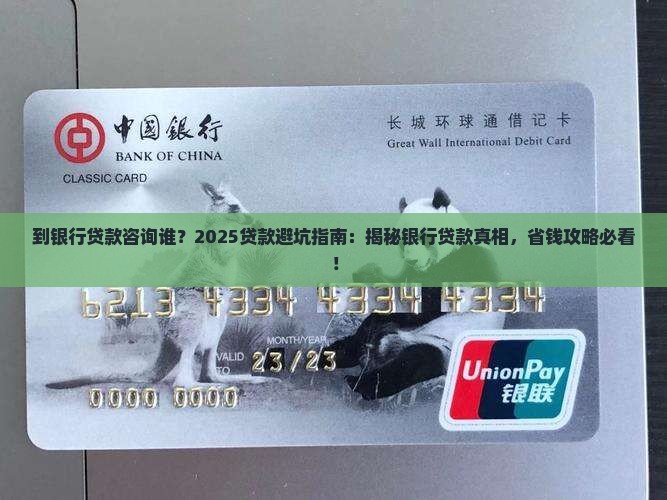 中國銀行
BANK OF CHINA
CLASSIC CARD
长城环球通借记卡
Great Wall International Debit Card
到银行贷款咨询谁？2025贷款避坑指南：揭秘银行贷款真相，省钱攻略必看
！
6213 4334 4334 4334
MONTH/YEAR
VALID
TO
23/23
0000 0000
UnionPay
银联